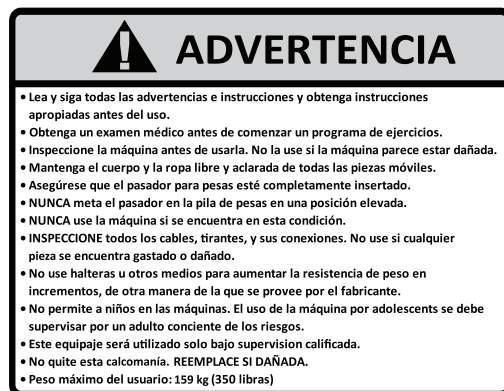 ADVERTENCIA
• Lea y siga todas las advertencias e instrucciones y obtenga instrucciones
apropiadas antes del uso.
• Obtenga un examen médico antes de comenzar un programa de ejercicios.
• Inspeccione la máquina antes de usarla. No la use si la máquina parece estar dañada.
• Mantenga el cuerpo y la ropa libre y aclarada de todas las piezas móviles.
• Asegúrese que el pasador para pesas esté completamente insertado.
• NUNCA meta el pasador en la pila de pesas en una posición elevada.
• NUNCA use la máquina si se encuentra en esta condición.
• INSPECCIONE todos los cables, tirantes, y sus conexiones. No use si cualquier
pieza se encuentra gastado o dañado.
• No use halteras u otros medios para aumentar la resistencia de peso en
incrementos, de otra manera de la que se provee por el fabricante.
• No permite a niños en las máquinas. El uso de la máquina por adolescents se debe
supervisar por un adulto conciente de los riesgos.
• Este equipaje será utilizado solo bajo supervision calificada.
• No quite esta calcomanía. REEMPLACE SI DAÑADA.
• Peso máximo del usuario: 159 kg (350 libras)